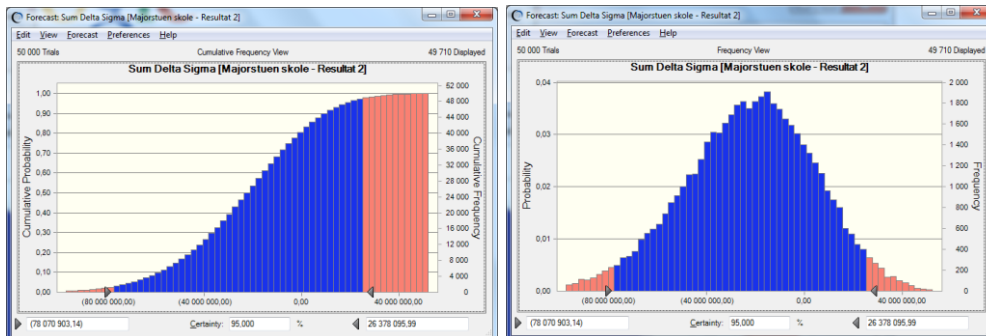 Forecast: Sum Delta Sigma [Majorstuen skole - Resultat 2]
Edit View Forecast Preferences Help
50 000 Trials Cumulative Frequency View 49 710 Displayed
Sum Delta Sigma [Majorstuen skole - Resultat 2]
Cumulative Probability
1,00
0,90
0,80
0,70
0,60
0,50
0,40
0,30
0,20
0,10
0,00
52 000
48 000
44 000
40 000
36 000
32 000
28 000
24 000
20 000
16 000
12 000
8 000
4 000
0
Cumulative Frequency
(80 000 000,00) (40 000 000,00) 0,00 40 000 000,00
(78 070 903,14) Certainty: 95,000 % 26 378 095,99
Forecast: Sum Delta Sigma [Majorstuen skole - Resultat 2]
Edit View Forecast Preferences Help
50 000 Trials Frequency View 49 710 Displayed
Sum Delta Sigma [Majorstuen skole - Resultat 2]
Probability
0,04
0,03
0,02
0,01
0,00
2 000
1 800
1 600
1 400
1 200
1 000
800
600
400
200
0
Frequency
(80 000 000,00) (40 000 000,00) 0,00 40 000 000,00
(78 070 903,14) Certainty: 95,000 % 26 378 095,99